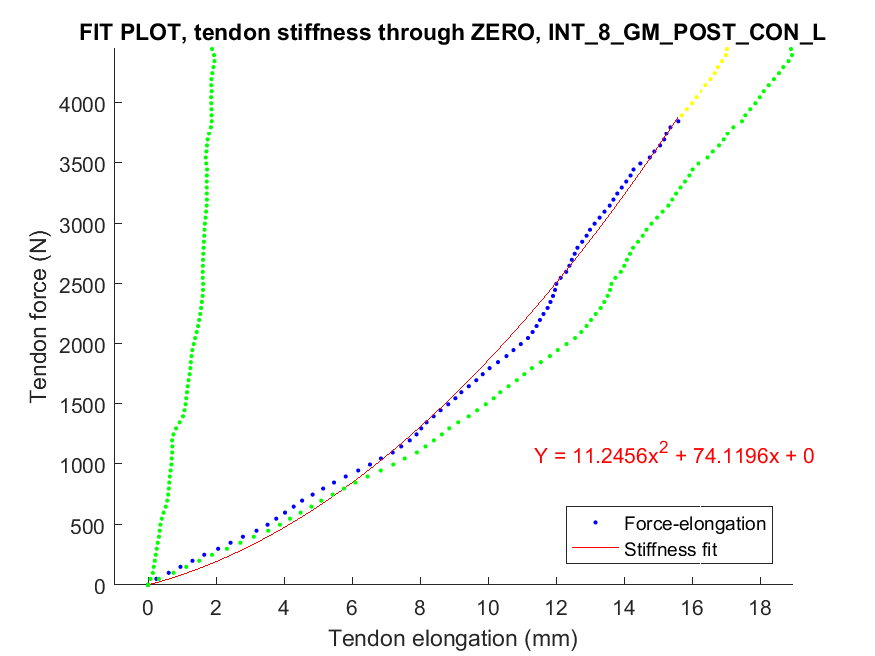 FIT PLOT, tendon stiffness through ZERO, INT_8_GM_POST_CON_L
Tendon force (N)
4000
3500
3000
2500
2000
1500
1000
500
0
Y = 11.2456x² + 74.1196x + 0
Force-elongation
Stiffness fit
0 2 4 6 8 10 12 14 16 18
Tendon elongation (mm)